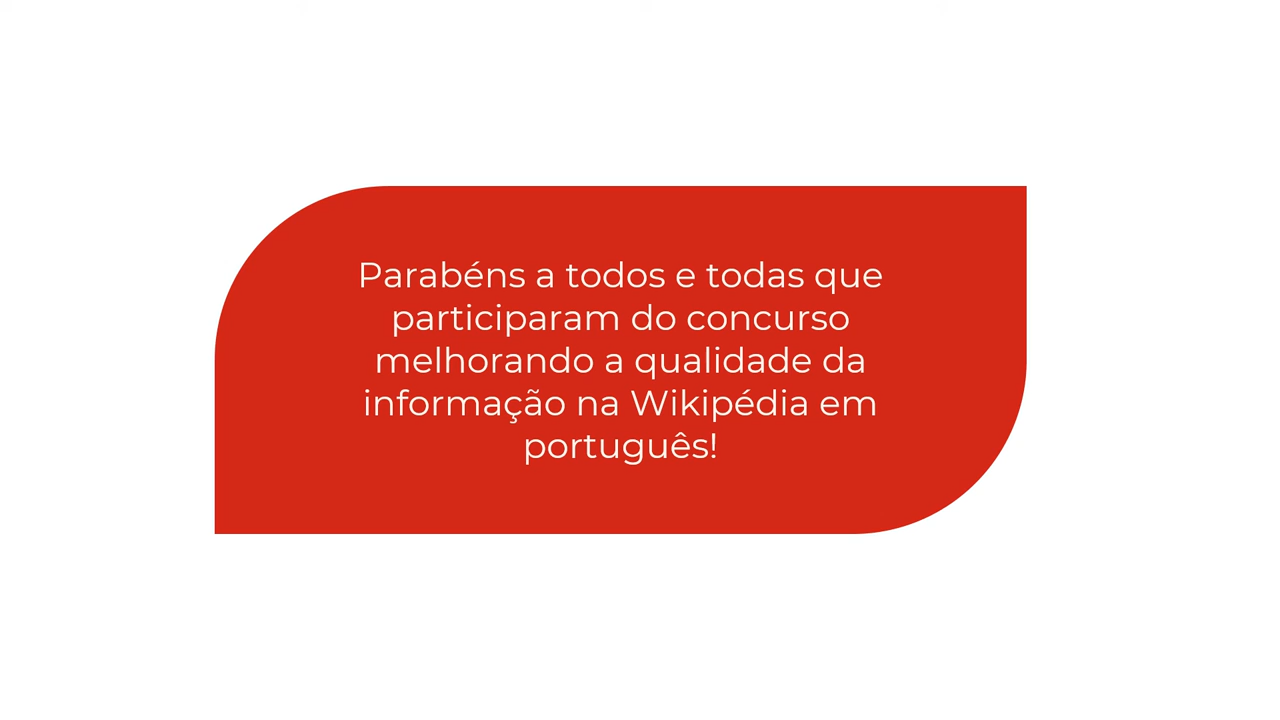 Parabéns a todos e todas que
participaram do concurso
melhorando a qualidade da
informação na Wikipédia em
português!